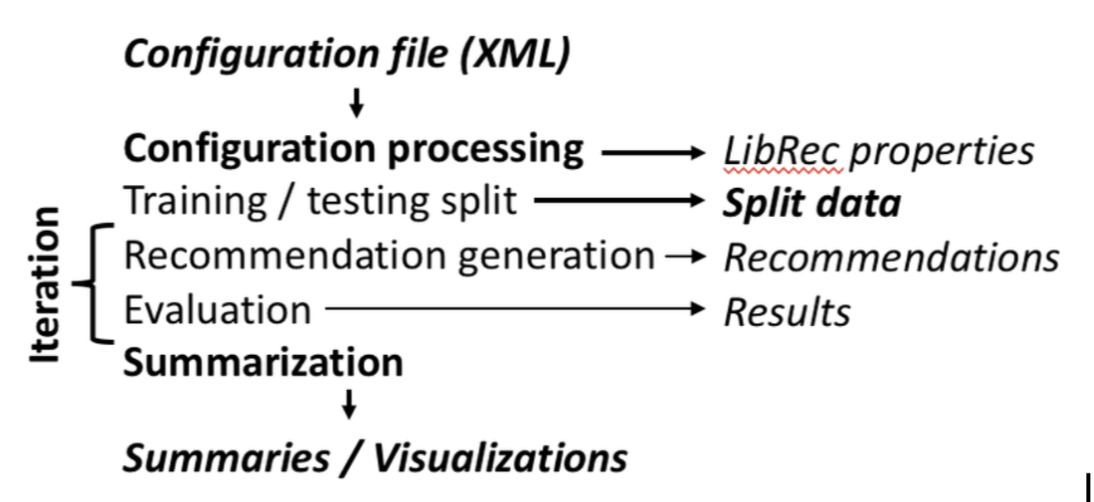 Configuration file (XML)
Configuration processing LibRec properties
Training / testing split Split data
Recommendation generation Recommendations
Evaluation Results
Iteration
Summarization
Summaries / Visualizations